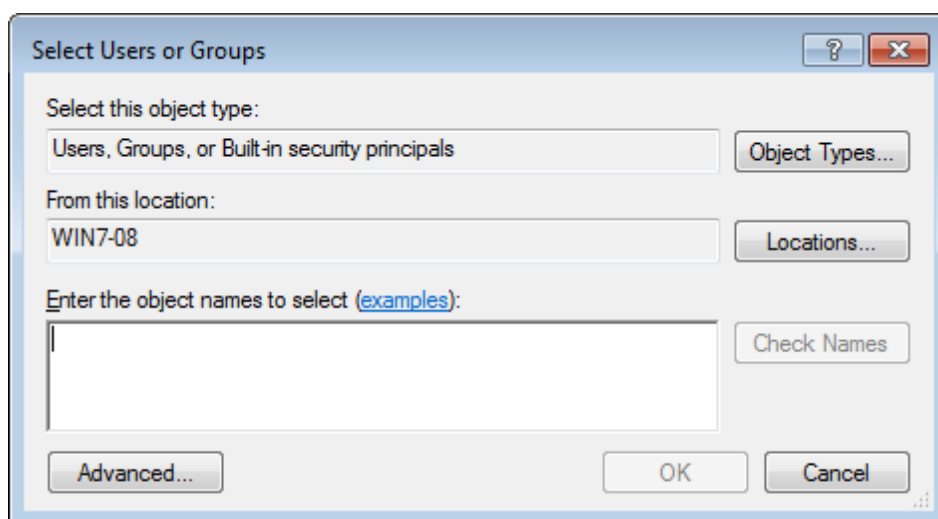 Select Users or Groups
?
Select this object type:
Users, Groups, or Built-in security principals
Object Types...
From this location:
WIN7-08
Locations...
Enter the object names to select (examples):
Check Names
Advanced...
OK
Cancel